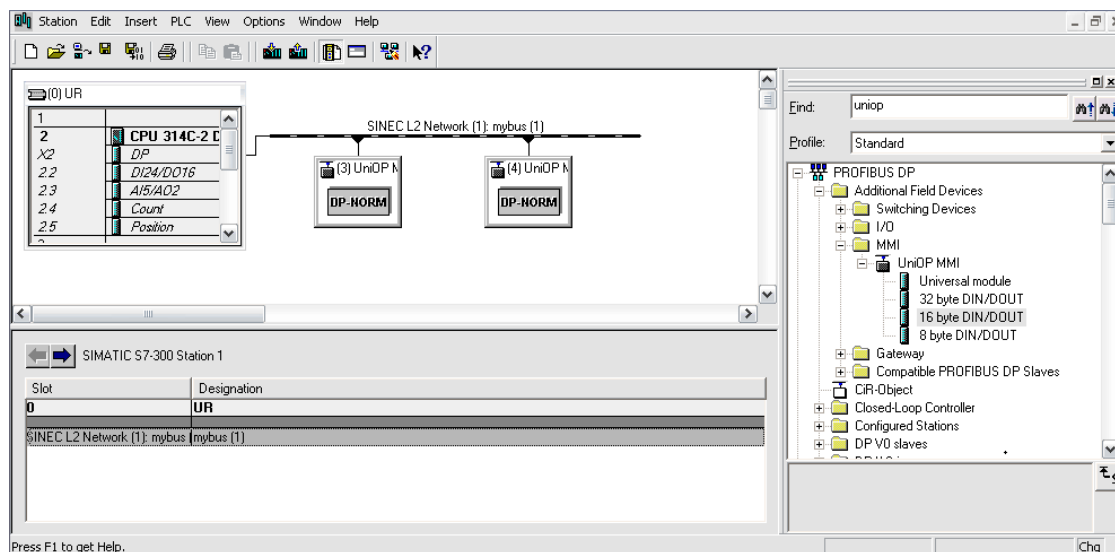 Station Edit Insert PLC View Options Window Help
(0) UR
1
2 CPU 314C-2 D
X2 DP
2.2 DI24/DO16
2.3 AI5/AO2
2.4 Count
2.5 Position
SINEC L2 Network (1): mybus (1)
(3) UniOP M
DP-NORM
(4) UniOP M
DP-NORM
SIMATIC S7-300 Station 1
Slot Designation
0 UR
SINEC L2 Network (1): mybus mybus (1)
Find: uniop
Profile: Standard
PROFIBUS DP
Additional Field Devices
Switching Devices
I/O
MMI
UniOP MMI
Universal module
32 byte DIN/DOUT
16 byte DIN/DOUT
8 byte DIN/DOUT
Gateway
Compatible PROFIBUS DP Slaves
CiR-Object
Closed-Loop Controller
Configured Stations
DP V0 slaves
Press F1 to get Help.
Chg